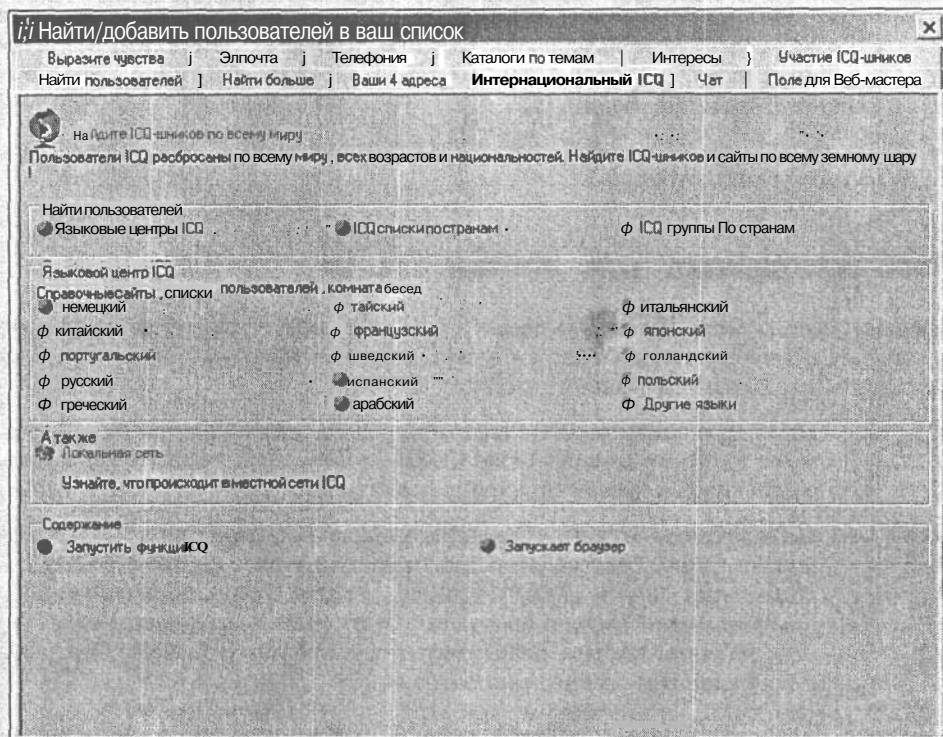 Найти/добавить пользователей в ваш список
Выразите чувства Элпочта Телефония Каталоги по темам Интересы Участие ICQ-шников
Найти пользователей Найти больше Ваши 4 адреса Интернациональный ICQ Чат Поле для Веб-мастера
Найдите ICQ-шников по всему миру
Пользователи ICQ расбросаны по всему миру, всех возрастов и национальностей. Найдите ICQ-шников и сайты по всему земному шару
!
Найти пользователей
Языковые центры ICQ ICQ списки по странам ICQ группы По странам
Языковой центр ICQ
Справочные сайты, списки пользователей, комната бесед
немецкий тайский итальянский
китайский французский японский
португальский шведский голландский
русский испанский польский
греческий арабский Другие языки
А также
Локальная сеть
Узнайте, что происходит в местной сети ICQ
Содержание
Запустить функции ICQ Запускает браузер